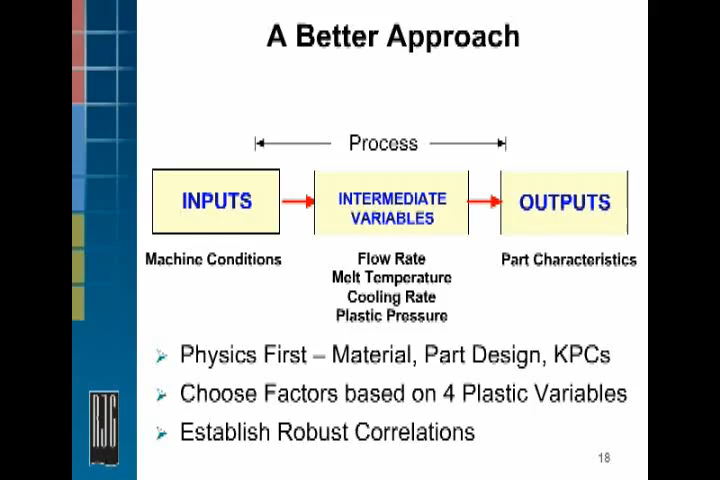 A Better Approach
Process
INPUTS
INTERMEDIATE
VARIABLES
OUTPUTS
Machine Conditions
Flow Rate
Melt Temperature
Cooling Rate
Plastic Pressure
Part Characteristics
Physics First – Material, Part Design, KPCs
Choose Factors based on 4 Plastic Variables
Establish Robust Correlations
RJG
18